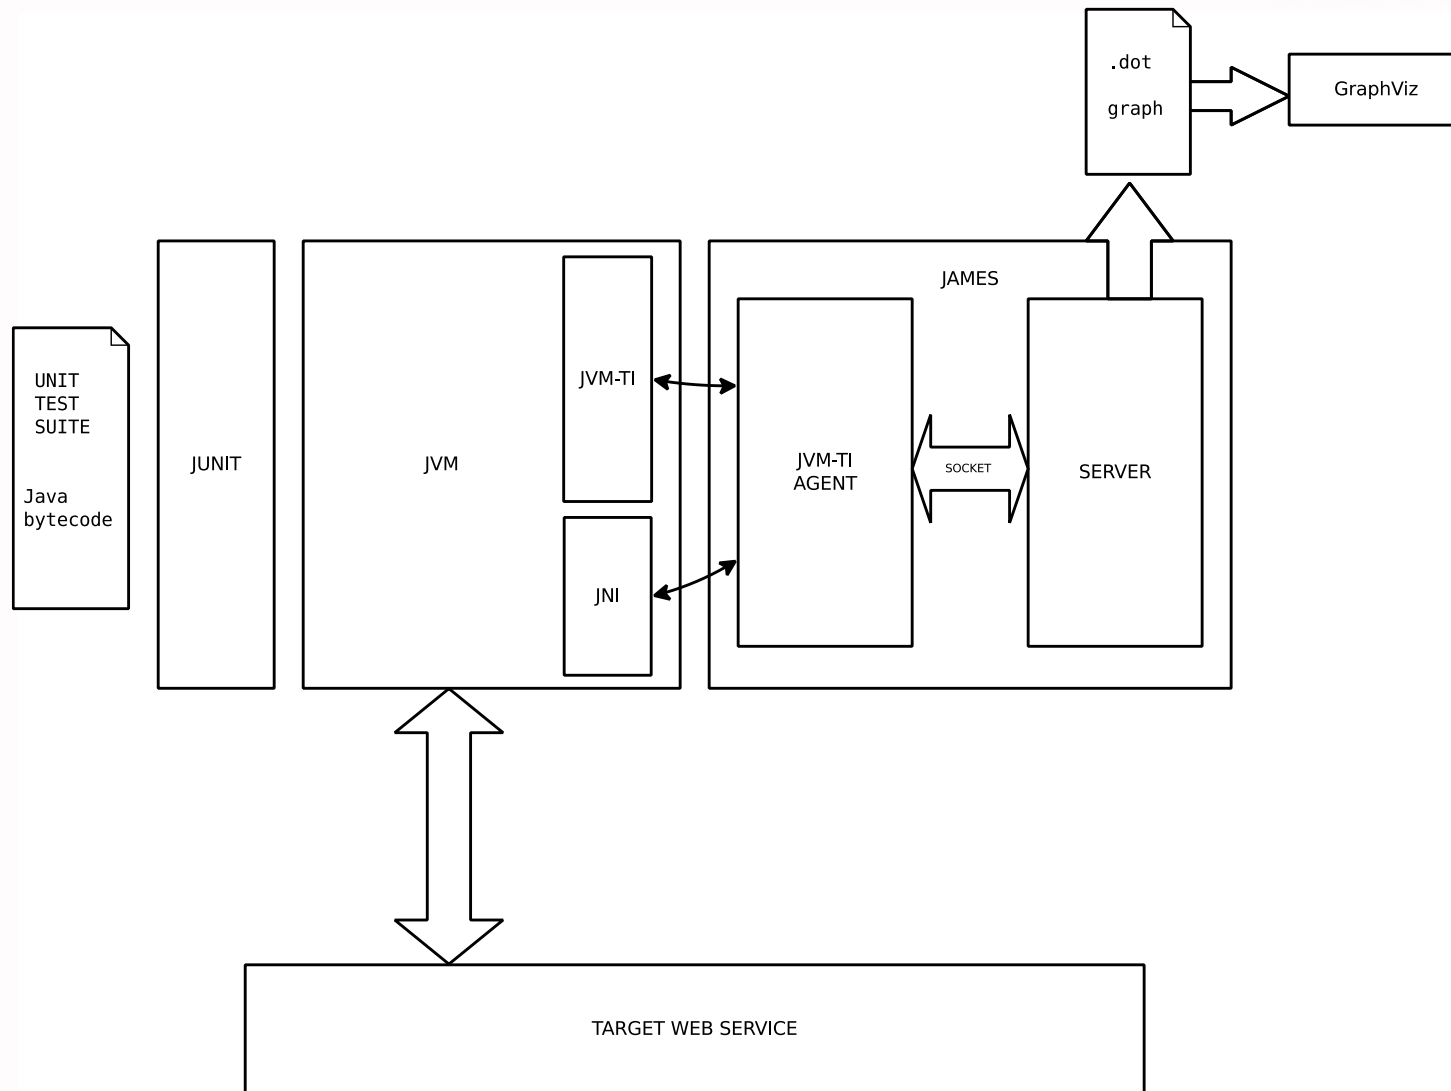 .dot
graph
GraphViz
JAMES
UNIT
TEST
SUITE
Java
bytecode
JUNIT
JVM
JVM-TI
JNI
JVM-TI
AGENT
SOCKET
SERVER
TARGET WEB SERVICE